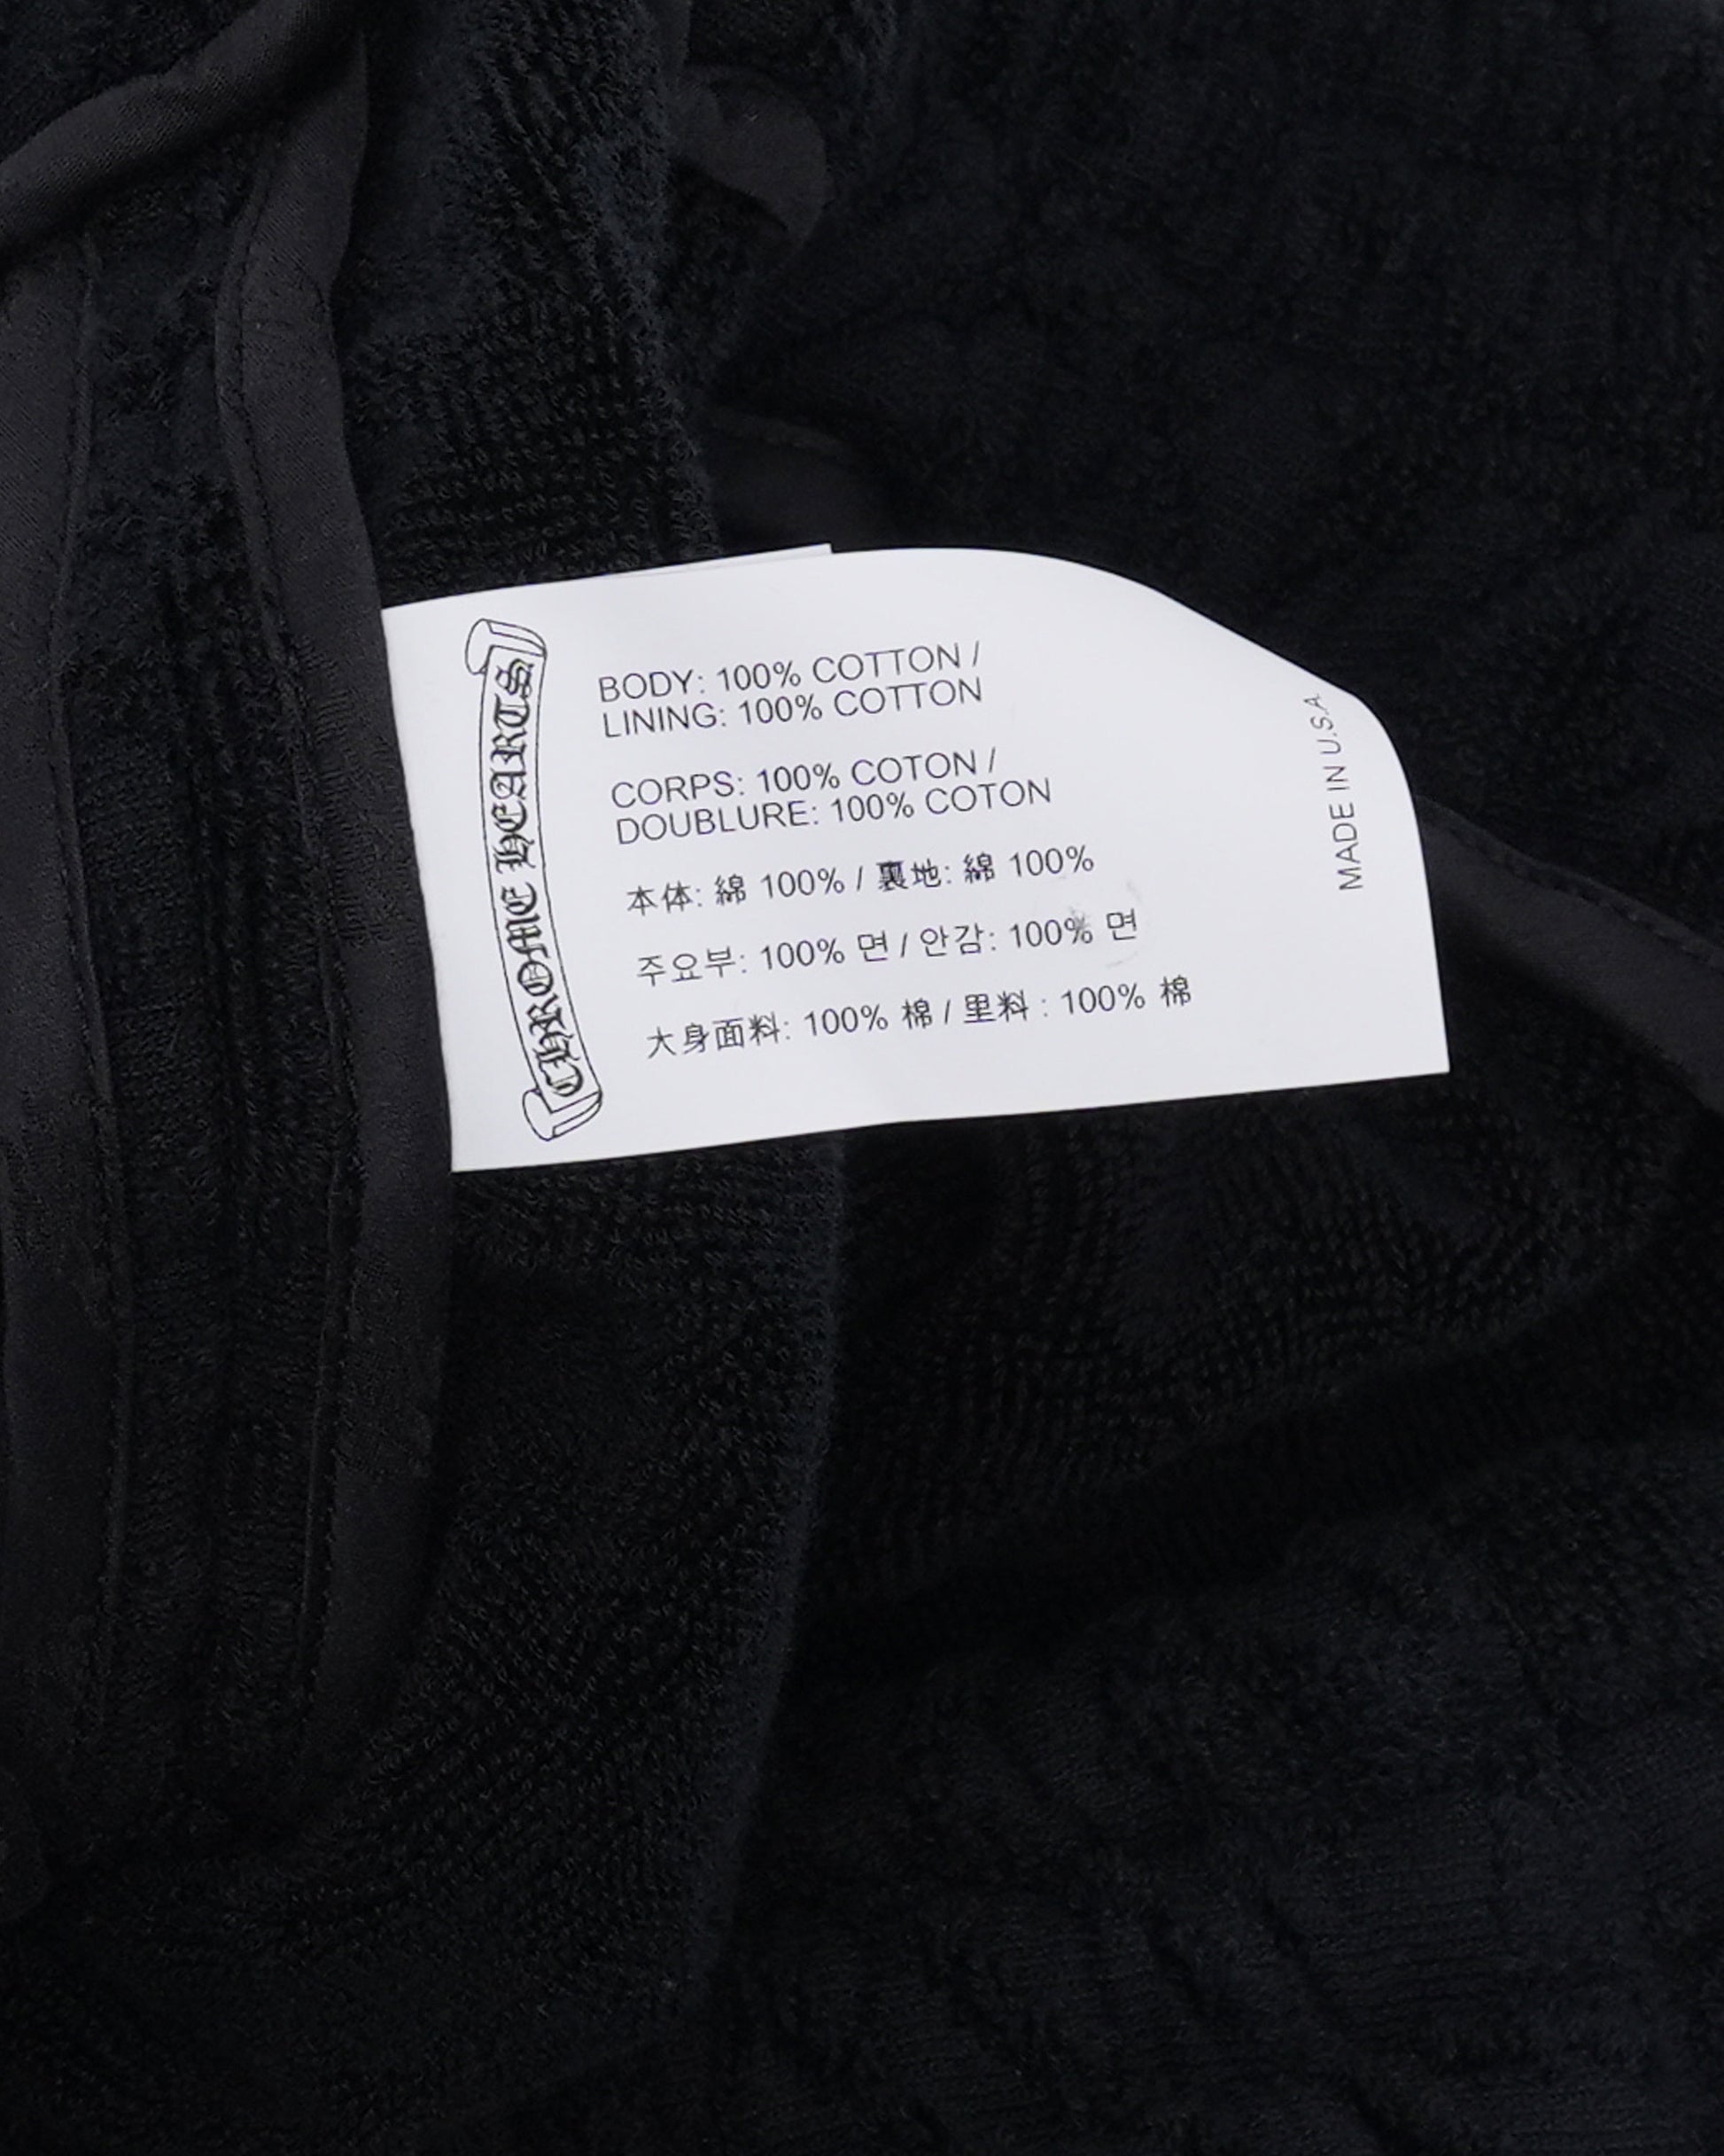 CHROME HEARTS
BODY: 100% COTTON /
LINING: 100% COTTON
CORPS: 100% COTON /
DOUBLURE: 100% COTON
本体: 綿 100% / 裏地: 綿 100%
주요부: 100% 면 / 안감: 100% 면
大身面料: 100% 棉 / 里料 : 100% 棉
MADE IN U.S.A